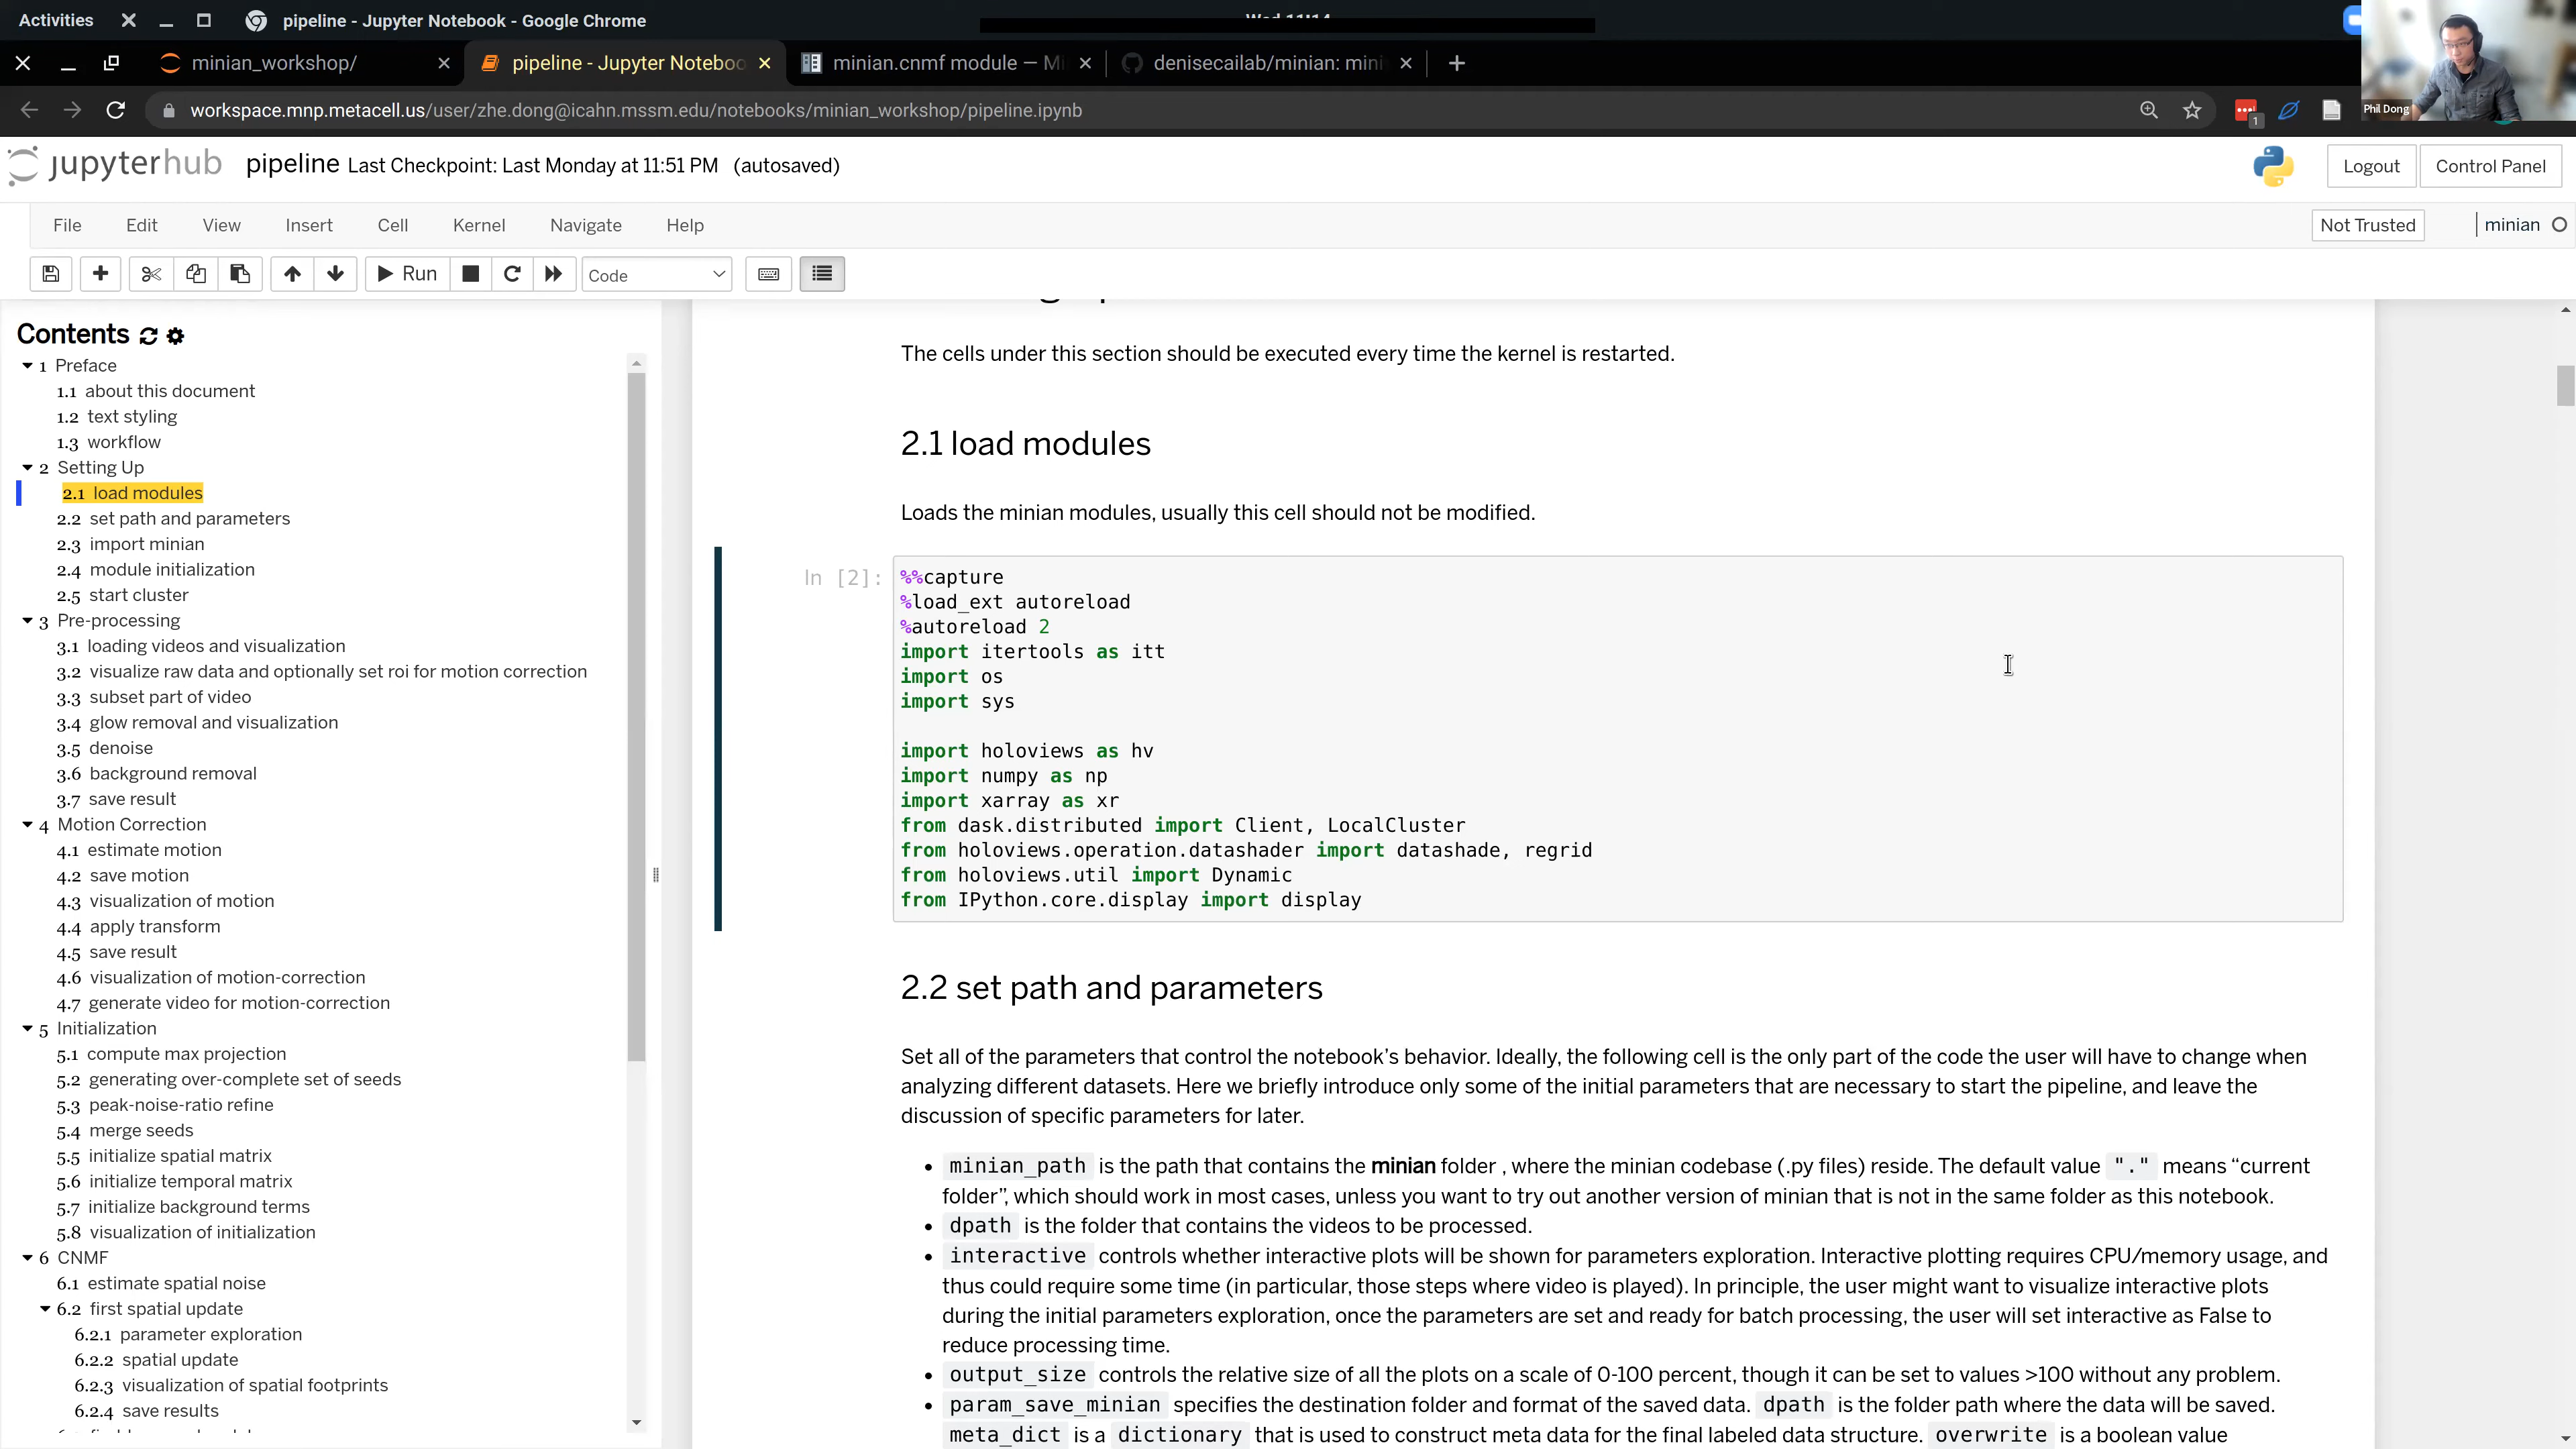 Activities
pipeline - Jupyter Notebook - Google Chrome
minian_workshop/
pipeline - Jupyter Noteboo
minian.cnmf module — M
denisecailab/minian: mini
workspace.mnp.metacell.us/user/zhe.dong@icahn.mssm.edu/notebooks/minian_workshop/pipeline.ipynb
1
Phil Dong
jupyterhub
pipeline Last Checkpoint: Last Monday at 11:51 PM (autosaved)
Logout
Control Panel
File Edit View Insert Cell Kernel Navigate Help
Not Trusted
minian
Run
Code
Contents
1 Preface
1.1 about this document
1.2 text styling
1.3 workflow
2 Setting Up
2.1 load modules
2.2 set path and parameters
2.3 import minian
2.4 module initialization
2.5 start cluster
3 Pre-processing
3.1 loading videos and visualization
3.2 visualize raw data and optionally set roi for motion correction
3.3 subset part of video
3.4 glow removal and visualization
3.5 denoise
3.6 background removal
3.7 save result
4 Motion Correction
4.1 estimate motion
4.2 save motion
4.3 visualization of motion
4.4 apply transform
4.5 save result
4.6 visualization of motion-correction
4.7 generate video for motion-correction
5 Initialization
5.1 compute max projection
5.2 generating over-complete set of seeds
5.3 peak-noise-ratio refine
5.4 merge seeds
5.5 initialize spatial matrix
5.6 initialize temporal matrix
5.7 initialize background terms
5.8 visualization of initialization
6 CNMF
6.1 estimate spatial noise
6.2 first spatial update
6.2.1 parameter exploration
6.2.2 spatial update
6.2.3 visualization of spatial footprints
6.2.4 save results
The cells under this section should be executed every time the kernel is restarted.
2.1 load modules
Loads the minian modules, usually this cell should not be modified.
In [2]:
%%capture
%load_ext autoreload
%autoreload 2
import itertools as itt
import os
import sys
import holoviews as hv
import numpy as np
import xarray as xr
from dask.distributed import Client, LocalCluster
from holoviews.operation.datashader import datashade, regrid
from holoviews.util import Dynamic
from IPython.core.display import display
2.2 set path and parameters
Set all of the parameters that control the notebook’s behavior. Ideally, the following cell is the only part of the code the user will have to change when
analyzing different datasets. Here we briefly introduce only some of the initial parameters that are necessary to start the pipeline, and leave the
discussion of specific parameters for later.
• minian_path is the path that contains the minian folder , where the minian codebase (.py files) reside. The default value "." means “current
folder”, which should work in most cases, unless you want to try out another version of minian that is not in the same folder as this notebook.
• dpath is the folder that contains the videos to be processed.
• interactive controls whether interactive plots will be shown for parameters exploration. Interactive plotting requires CPU/memory usage, and
thus could require some time (in particular, those steps where video is played). In principle, the user might want to visualize interactive plots
during the initial parameters exploration, once the parameters are set and ready for batch processing, the user will set interactive as False to
reduce processing time.
• output_size controls the relative size of all the plots on a scale of 0-100 percent, though it can be set to values >100 without any problem.
• param_save_minian specifies the destination folder and format of the saved data. dpath is the folder path where the data will be saved.
meta_dict is a dictionary that is used to construct meta data for the final labeled data structure. overwrite is a boolean value